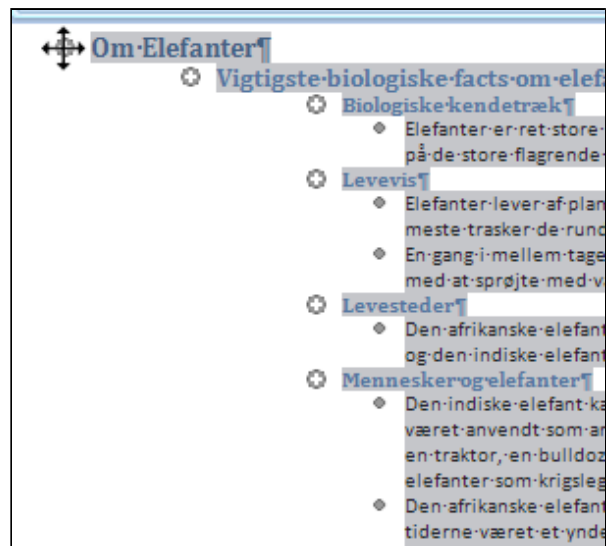 Om·Elefanter¶
Vigtigste·biologiske·facts·om·elef
Biologiske·kendetræk¶
Elefanter·er·ret·store·
på·de·store·flagrende·
Levevis¶
Elefanter·lever·af·plan
meste·trasker·de·rund
En·gang·i·mellem·tage
med·at·sprøjte·med·v
Levesteder¶
Den·afrikanske·elefant
og·den·indiske·elefant
Mennesker·og·elefanter¶
Den·indiske·elefant·ka
været·anvendt·som·ar
en·traktor,·en·bulldoz
elefanter·som·krigsleg
Den·afrikanske·elefant
tiderne·været·et·ynde